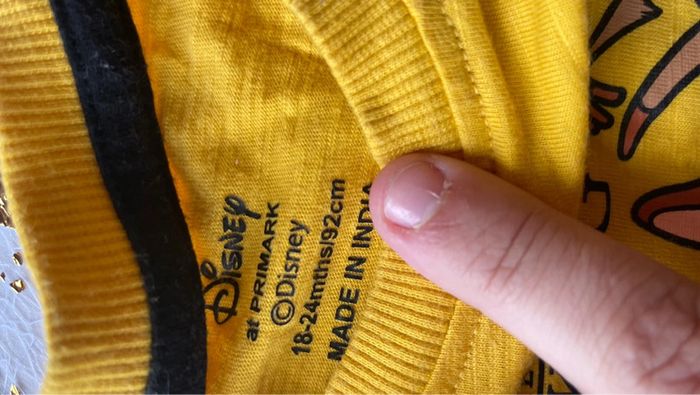 Disney
at PRIMARK
©Disney
18-24mths/92cm
MADE IN INDIA